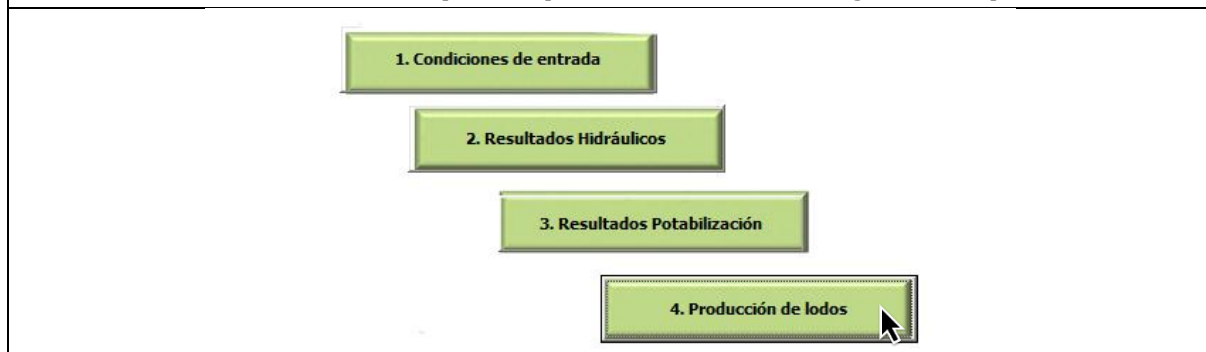 1. Condiciones de entrada
2. Resultados Hidráulicos
3. Resultados Potabilización
4. Producción de lodos